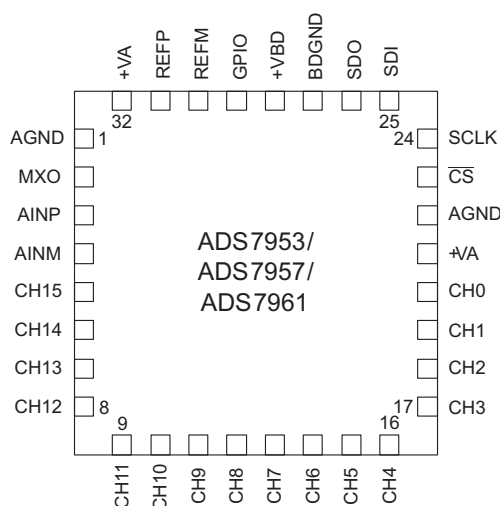 +VA
REFP
REFM
GPIO
+VBD
BDGND
SDO
SDI
32
25
AGND
1
24
SCLK
MXO
CS
AINP
AGND
AINM
+VA
ADS7953/
ADS7957/
ADS7961
CH15
CH0
CH14
CH1
CH13
CH2
CH12
8
17
CH3
9
16
CH11
CH10
CH9
CH8
CH7
CH6
CH5
CH4